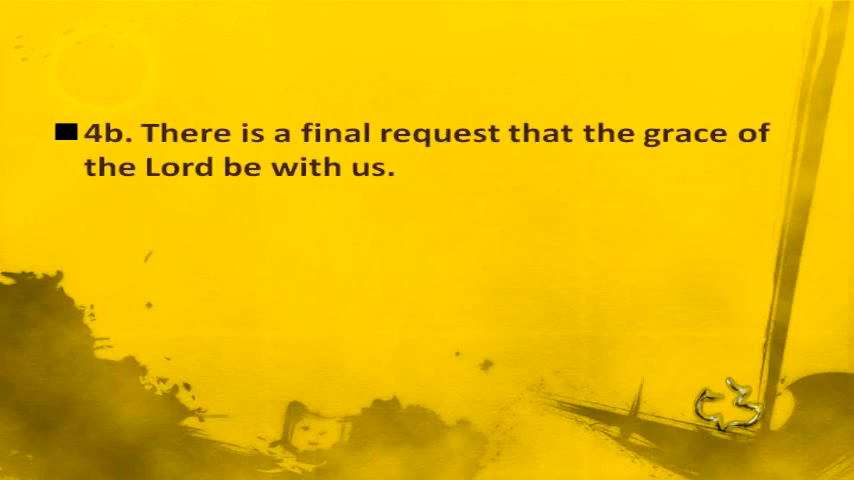 4b. There is a final request that the grace of
the Lord be with us.